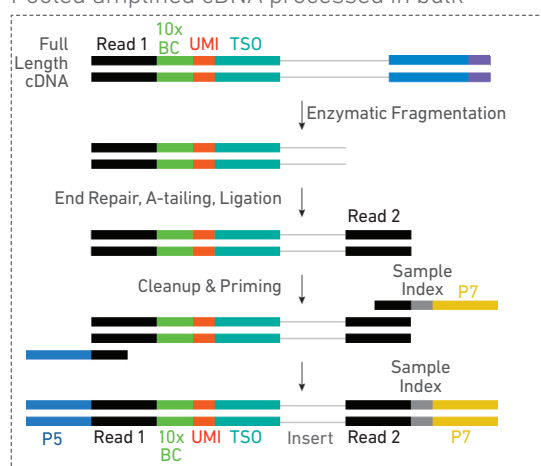 Pooled amplified cDNA processed in bulk
Full Length cDNA
Read 1
10x BC
UMI
TSO
Enzymatic Fragmentation
End Repair, A-tailing, Ligation
Read 2
Cleanup & Priming
Sample Index
P7
Sample Index
P5
Read 1
10x BC
UMI
TSO
Insert
Read 2
P7